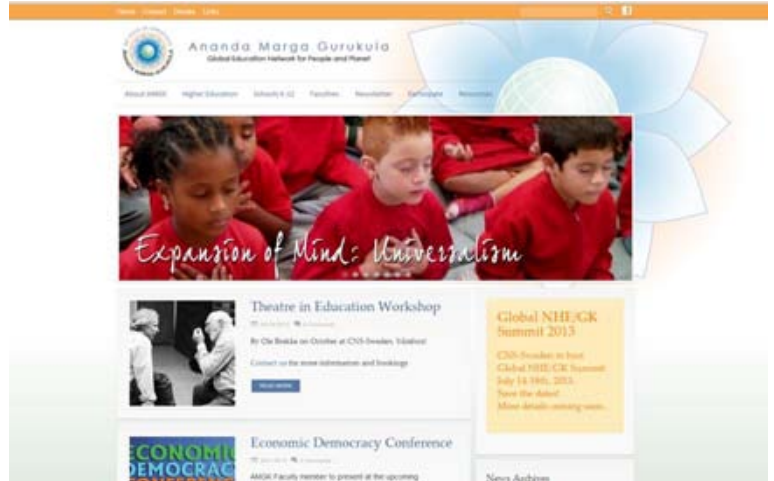 Home Contact Donate Links
Ananda Marga Gurukula
Global Education Network for People and Planet
About AMGK Higher Education Schools K-12 Faculties Newsletter Participate Resources
Expansion of Mind: Universalism
Theatre in Education Workshop
By Ole Brekke on October at CNS-Sweden,
Contact us for more information and bookings
READ MORE
Global NHE/GK
Summit 2013
CNS-Sweden to host
Global NHE/GK Summit
July 14-18th, 2013.
Save the dates!
More details coming soon...
ECONOMIC
DEMOCRACY
Economic Democracy Conference
AMGK Faculty member to present at the upcoming
News Archives